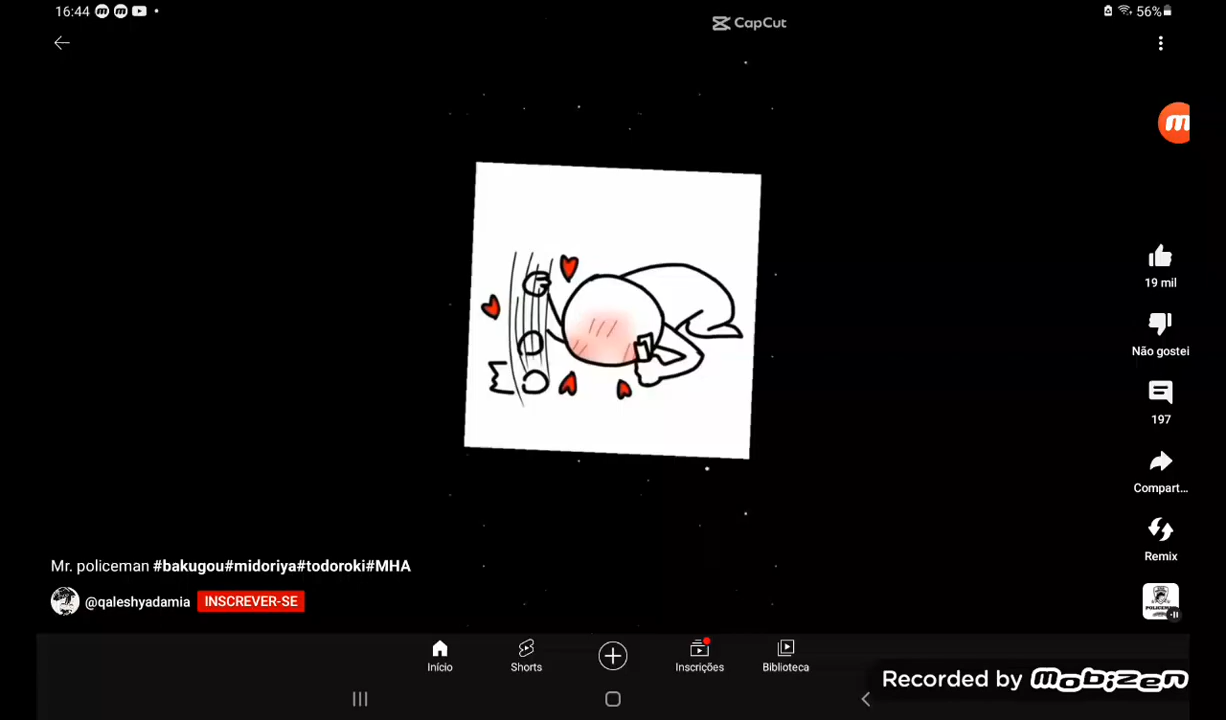 16:44
56%
CapCut
19 mil
Não gostei
197
Compart...
Remix
Mr. policeman #bakugou#midoriya#todoroki#MHA
@qaleshyadamia INSCREVER-SE
Início
Shorts
Inscrições
Biblioteca
Recorded by mobizen